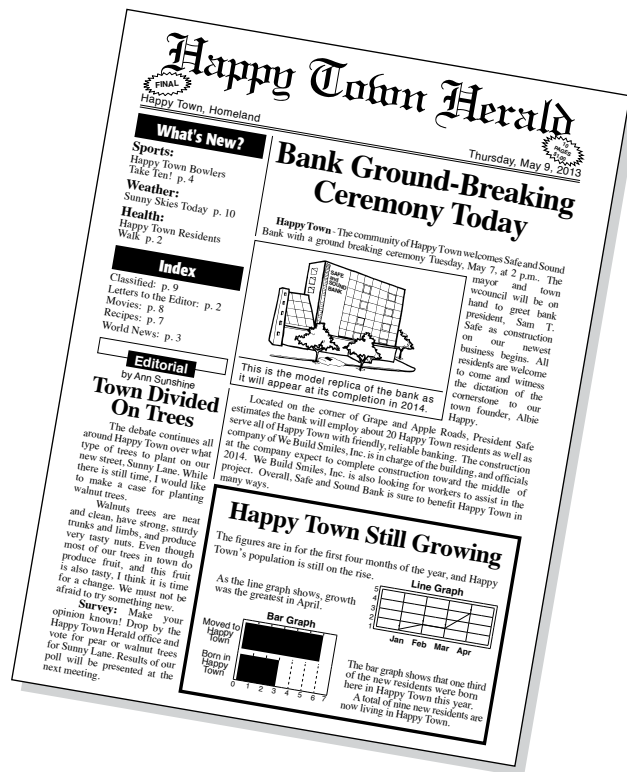 Happy Town Herald
FINAL
Happy Town, Homeland
Thursday, May 9, 2013
10
PAGES
$1.00
What's New?
Sports:
Happy Town Bowlers
Take Ten! p. 4
Weather:
Sunny Skies Today p. 10
Health:
Happy Town Residents
Walk p. 2
Index
Classified: p. 9
Letters to the Editor: p. 2
Movies: p. 8
Recipes: p. 7
World News: p. 3
Editorial
by Ann Sunshine
Town Divided
On Trees
The debate continues all
around Happy Town over what
type of trees to plant on our
new street, Sunny Lane. While
there is still time, I would like
to make a case for planting
walnut trees.
Walnuts trees are neat
and clean, have strong, sturdy
trunks and limbs, and produce
very tasty nuts. Even though
most of our trees in town do
produce fruit, and this fruit
is also tasty, I think it is time
for a change. We must not be
afraid to try something new.
Survey: Make your
opinion known! Drop by the
Happy Town Herald office and
vote for pear or walnut trees
for Sunny Lane. Results of our
poll will be presented at the
next meeting.
Bank Ground-Breaking
Ceremony Today
Happy Town - The community of Happy Town welcomes Safe and Sound
Bank with a ground breaking ceremony Tuesday, May 7, at 2 p.m.. The
mayor and town
wcouncil will be on
hand to greet bank
president, Sam T.
Safe as construction
on our newest
business begins. All
residents are welcome
to come and witness
the dictation of the
cornerstone to our
town founder, Albie
Happy.
SAFE
and
SOUND
BANK
This is the model replica of the bank as
it will appear at its completion in 2014.
Located on the corner of Grape and Apple Roads, President Safe
estimates the bank will employ about 20 Happy Town residents as well as
serve all of Happy Town with friendly, reliable banking. The construction
company of We Build Smiles, Inc. is in charge of the building, and officials
at the company expect to complete construction toward the middle of
2014. We Build Smiles, Inc. is also looking for workers to assist in the
project. Overall, Safe and Sound Bank is sure to benefit Happy Town in
many ways.
Happy Town Still Growing
The figures are in for the first four months of the year, and Happy
Town's population is still on the rise.
As the line graph shows, growth
was the greatest in April.
Line Graph
5
4
3
2
1
Jan Feb Mar Apr
Bar Graph
Moved to
Happy
Town
Born in
Happy
Town
0 1 2 3 4 5 6 7
The bar graph shows that one third
of the new residents were born
here in Happy Town this year.
A total of nine new residents are
now living in Happy Town.